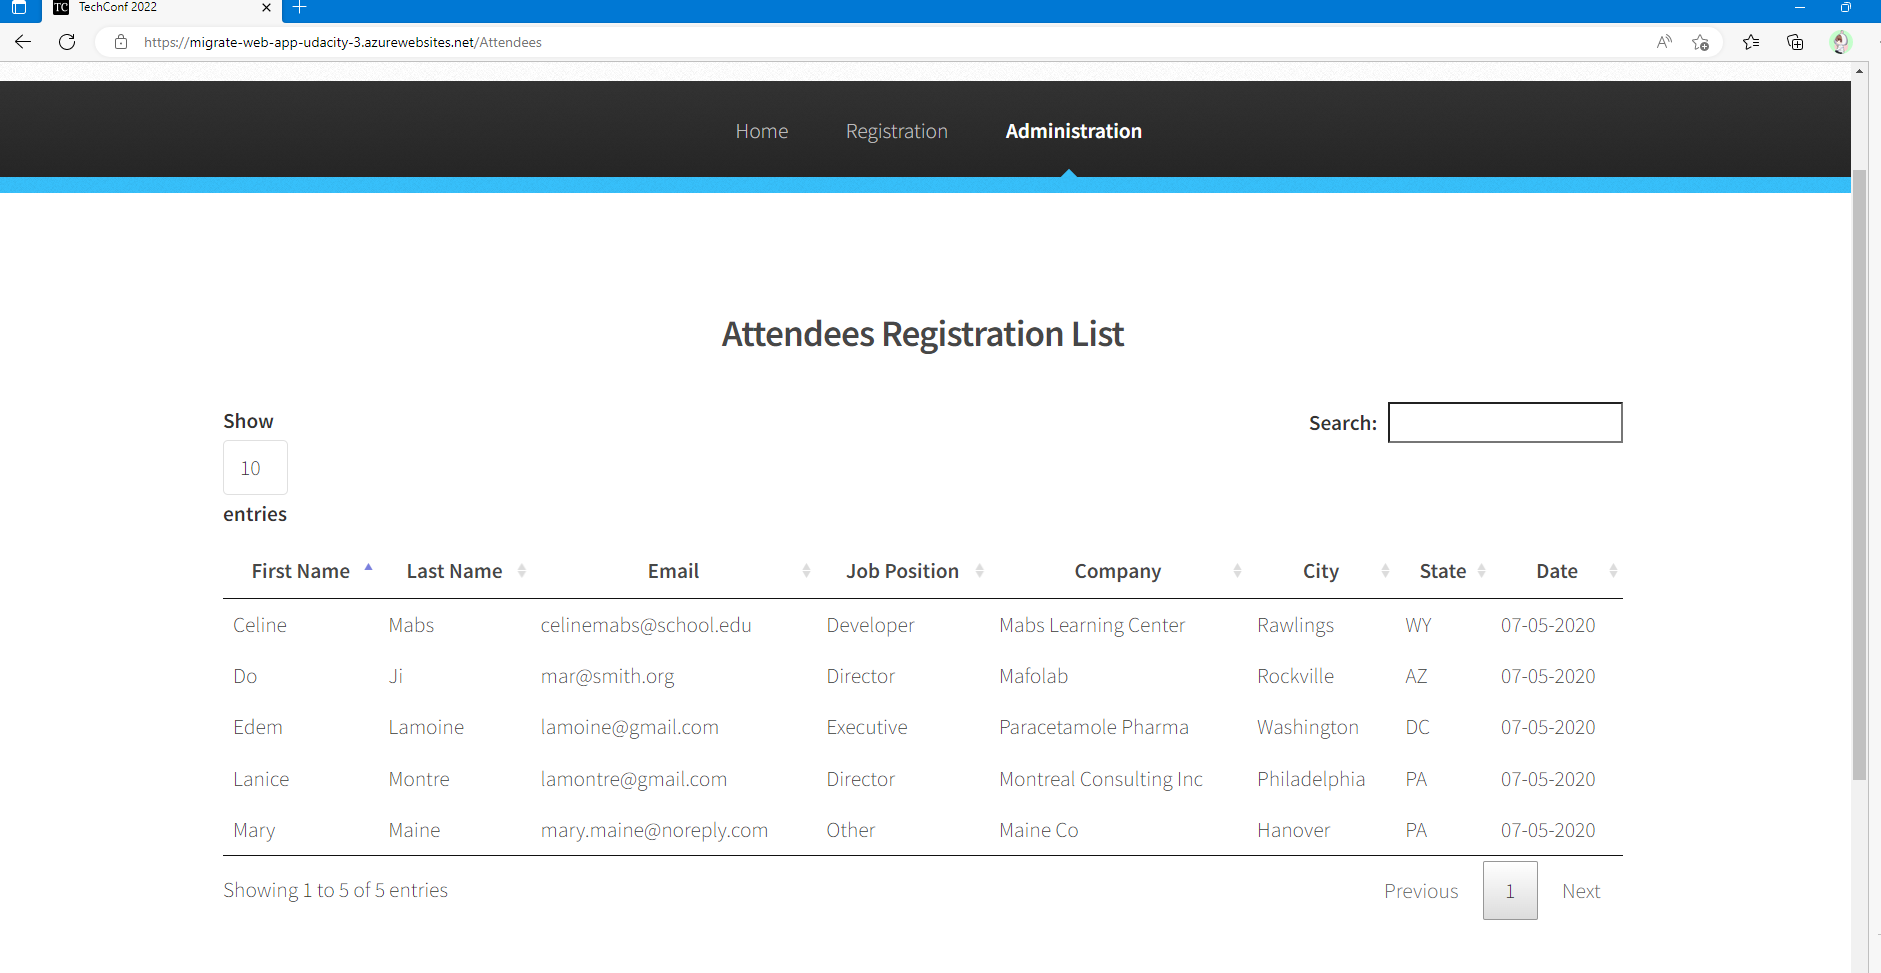 TC TechConf 2022
https://migrate-web-app-udacity-3.azurewebsites.net/Attendees
Home Registration Administration
Attendees Registration List
Show
Search:
10
entries
First Name Last Name Email Job Position Company City State Date
Celine Mabs celinemabs@school.edu Developer Mabs Learning Center Rawlings WY 07-05-2020
Do Ji mar@smith.org Director Mafolab Rockville AZ 07-05-2020
Edem Lamoine lamoine@gmail.com Executive Paracetamole Pharma Washington DC 07-05-2020
Lanice Montre lamontre@gmail.com Director Montreal Consulting Inc Philadelphia PA 07-05-2020
Mary Maine mary.maine@noreply.com Other Maine Co Hanover PA 07-05-2020
Showing 1 to 5 of 5 entries Previous 1 Next